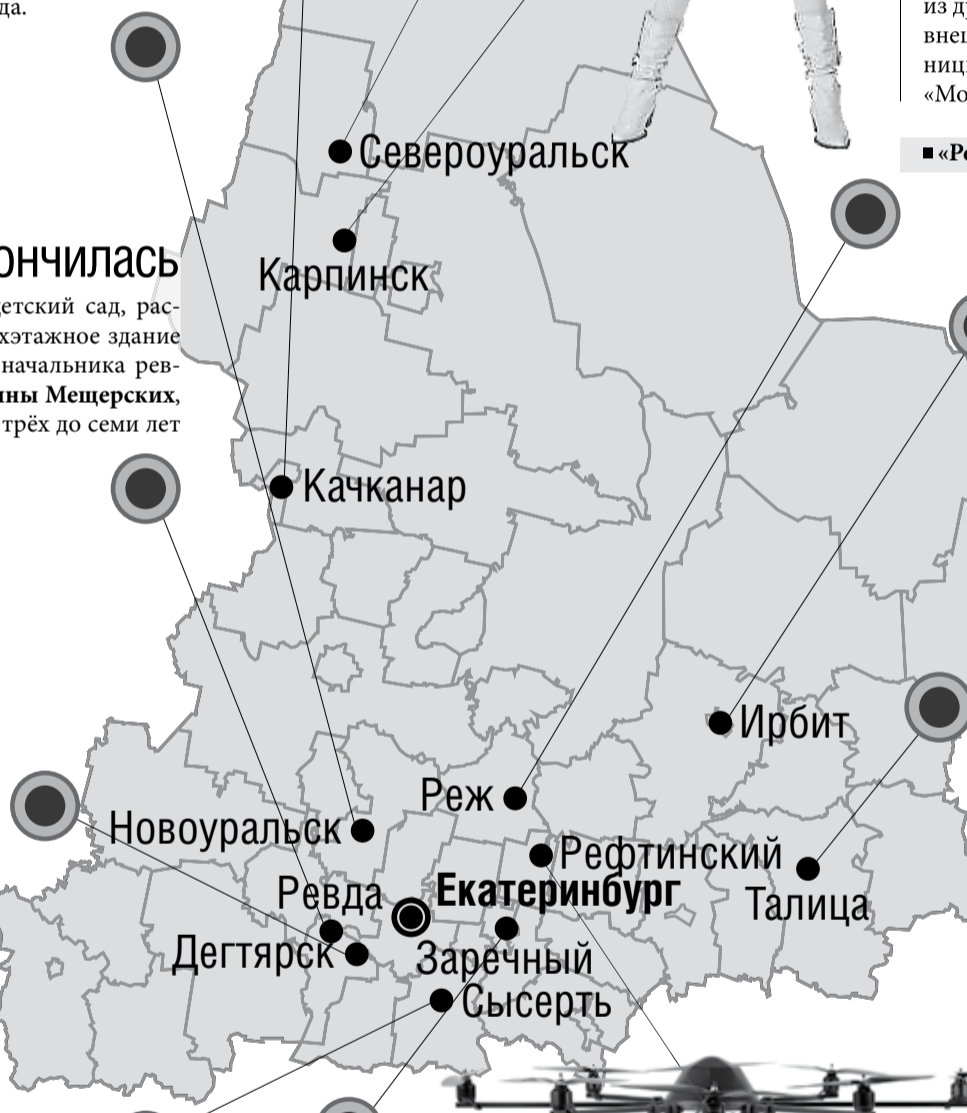 да.
ончилась
детский сад, рас-
хэтажное здание
начальника рев-
ины Мещерских,
трёх до семи лет
из
внеш
ниц
«Мо
«Ре
Североуральск
Карпинск
Качканар
Ирбит
Реж
Новоуральск
Рефтинский
Ревда
Екатеринбург
Талица
Дегтярск
Заречный
Сысерть